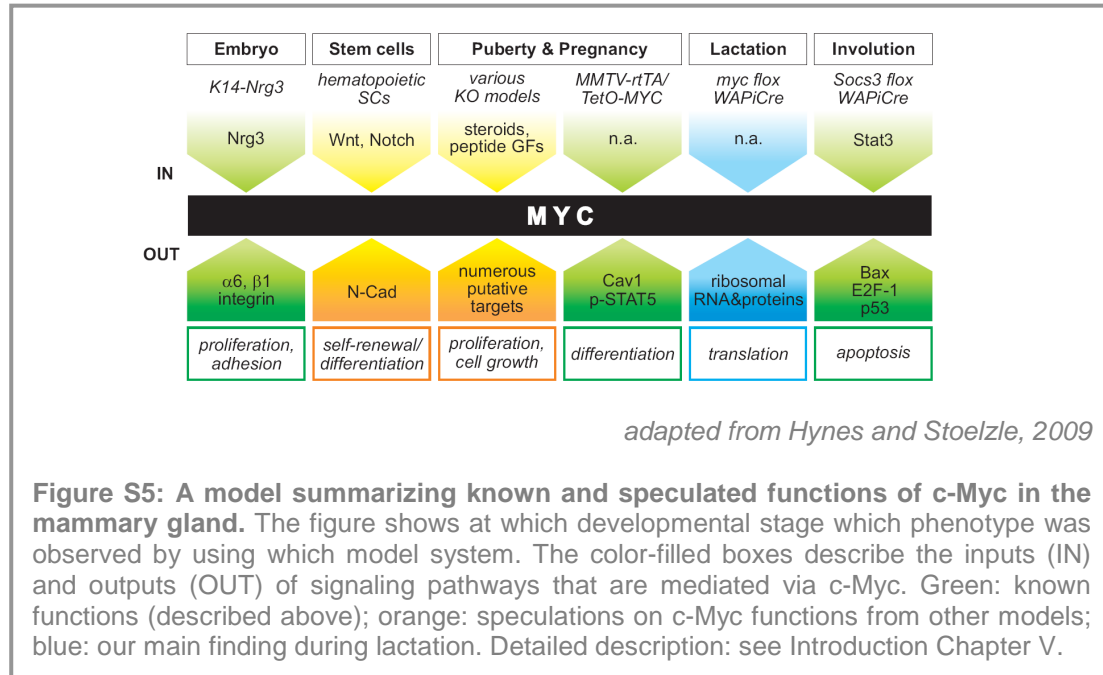 Embryo Stem cells Puberty & Pregnancy Lactation Involution
K14-Nrg3 hematopoietic SCs various KO models MMTV-rtTA/ TetO-MYC myc flox WAPiCre Socs3 flox WAPiCre
Nrg3 Wnt, Notch steroids, peptide GFs n.a. n.a. Stat3
IN
MYC
OUT
α6, β1 integrin N-Cad numerous putative targets Cav1 p-STAT5 ribosomal RNA&proteins Bax E2F-1 p53
proliferation, adhesion self-renewal/ differentiation proliferation, cell growth differentiation translation apoptosis
adapted from Hynes and Stoelzle, 2009
Figure S5: A model summarizing known and speculated functions of c-Myc in the
mammary gland. The figure shows at which developmental stage which phenotype was
observed by using which model system. The color-filled boxes describe the inputs (IN)
and outputs (OUT) of signaling pathways that are mediated via c-Myc. Green: known
functions (described above); orange: speculations on c-Myc functions from other models;
blue: our main finding during lactation. Detailed description: see Introduction Chapter V.